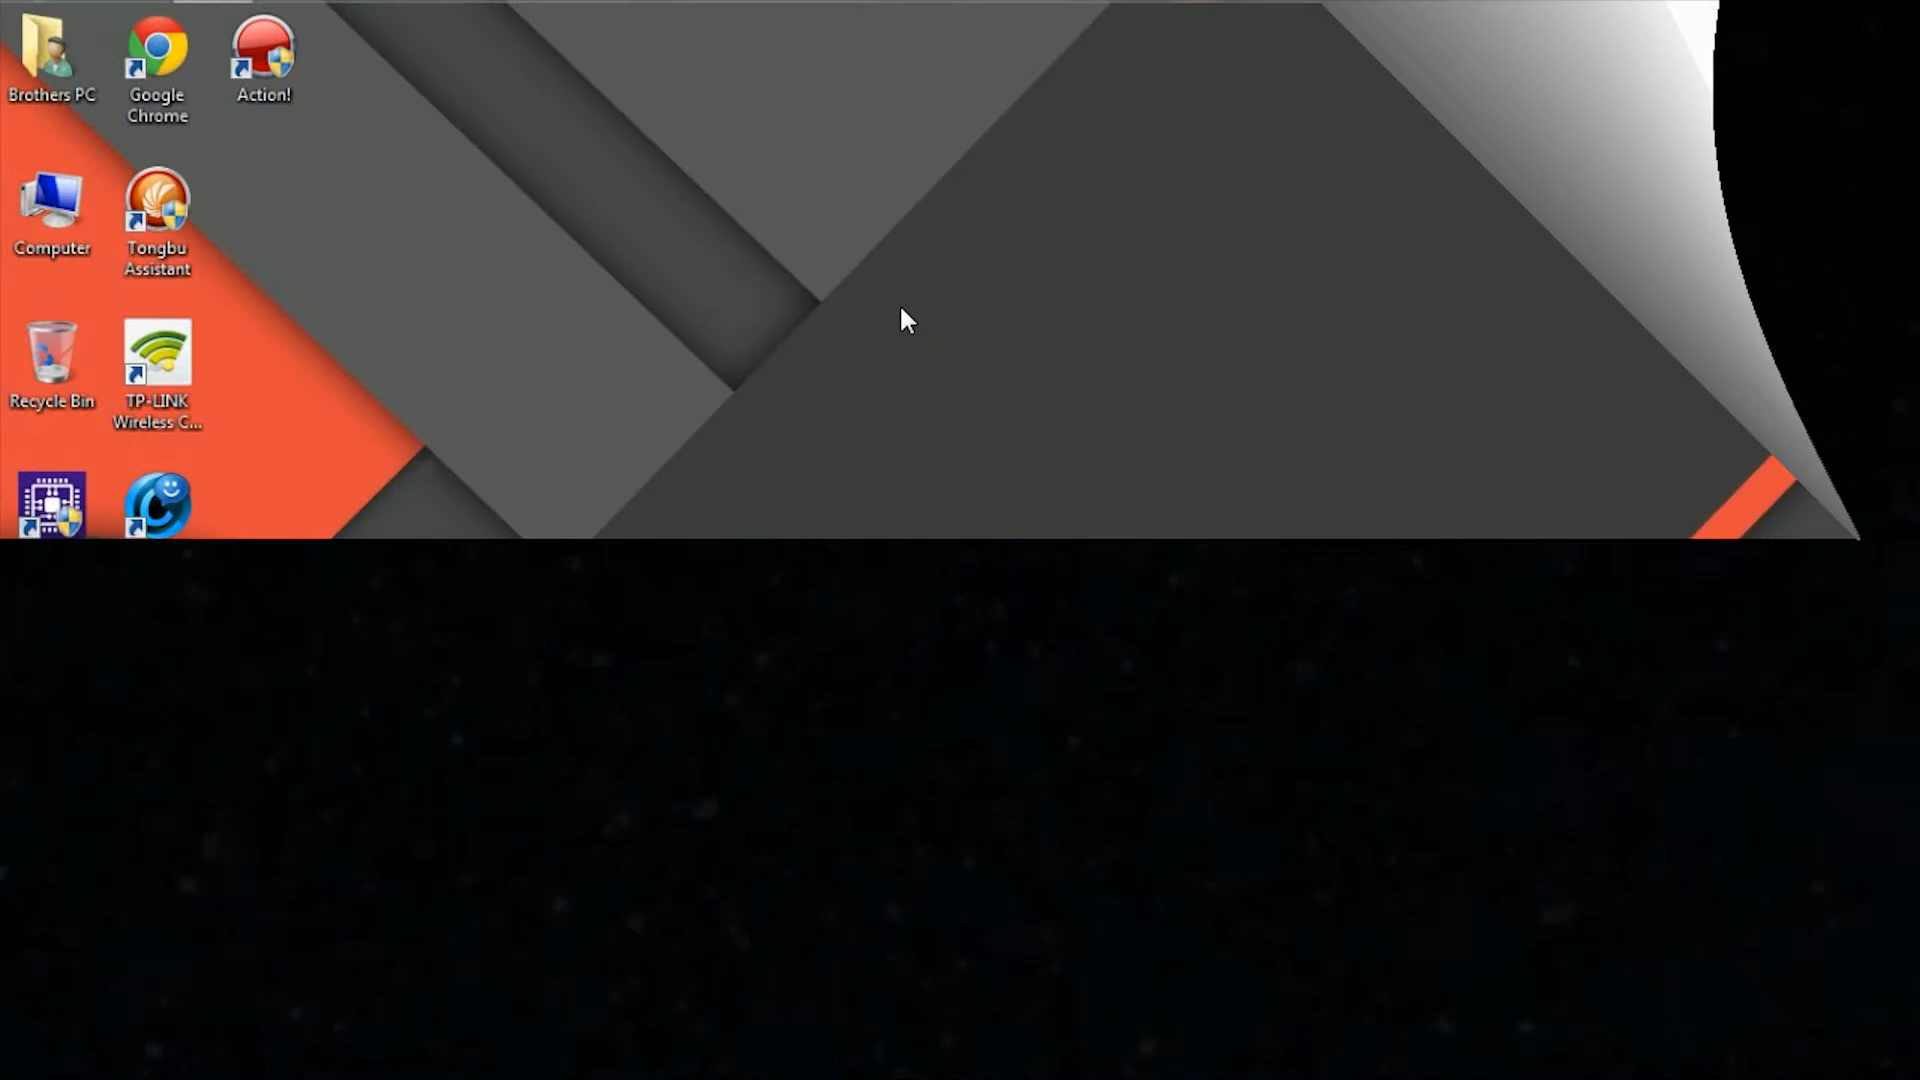 Brothers PC
Google
Chrome
Action!
Computer
Tongbu
Assistant
Recycle Bin
TP-LINK
Wireless C...